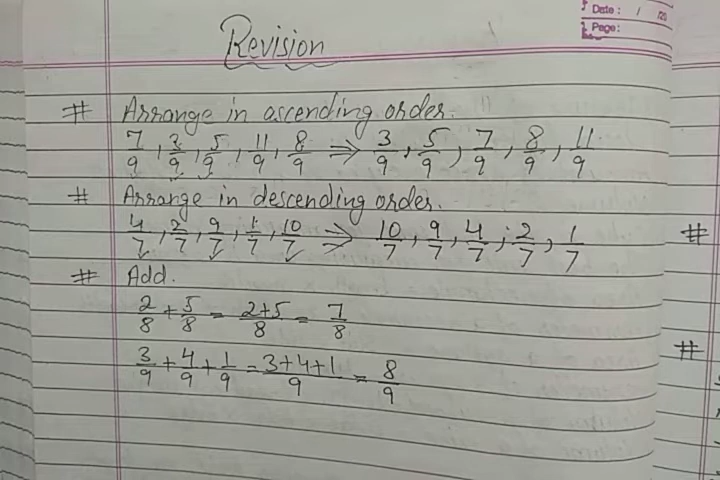 Date: / /20
Page:
Revision
# Arrange in ascending order.
7/9, 3/9, 5/9, 11/9, 8/9 ⇒ 3/9, 5/9, 7/9, 8/9, 11/9
# Arrange in descending order.
4/7, 2/7, 9/7, 1/7, 10/7 ⇒ 10/7, 9/7, 4/7, 2/7, 1/7
#
# Add.
2/8 + 5/8 = 2+5/8 = 7/8
#
3/9 + 4/9 + 1/9 = 3+4+1/9 = 8/9